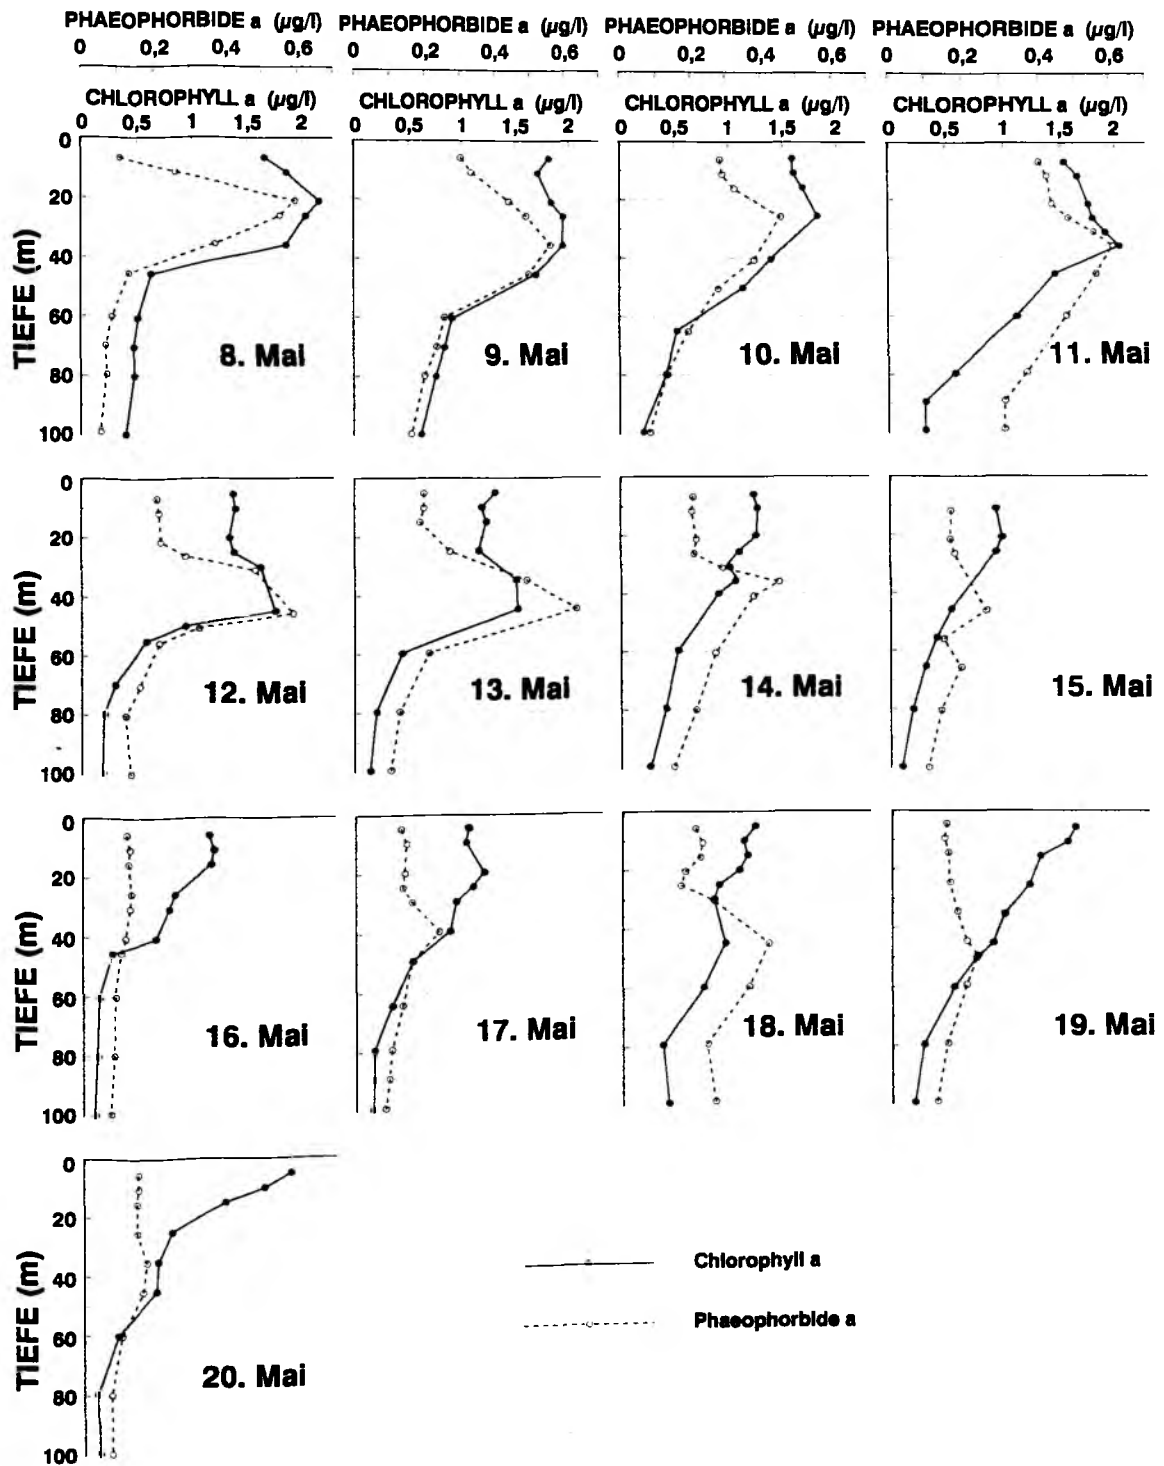 PHAEOPHORBIDE a (µg/l) PHAEOPHORBIDE a (µg/l) PHAEOPHORBIDE a (µg/l) PHAEOPHORBIDE a (µg/l)
0 0,2 0,4 0,6 0 0,2 0,4 0,6 0 0,2 0,4 0,6 0 0,2 0,4 0,6
CHLOROPHYLL a (µg/l) CHLOROPHYLL a (µg/l) CHLOROPHYLL a (µg/l) CHLOROPHYLL a (µg/l)
0 0,5 1 1,5 2 0 0,5 1 1,5 2 0 0,5 1 1,5 2 0 0,5 1 1,5 2
TIEFE (m)
0
20
40
60
80
100
8. Mai 9. Mai 10. Mai 11. Mai
TIEFE (m)
0
20
40
60
80
100
12. Mai 13. Mai 14. Mai 15. Mai
TIEFE (m)
0
20
40
60
80
100
16. Mai 17. Mai 18. Mai 19. Mai
TIEFE (m)
0
20
40
60
80
100
20. Mai
Chlorophyll a
Phaeophorbide a